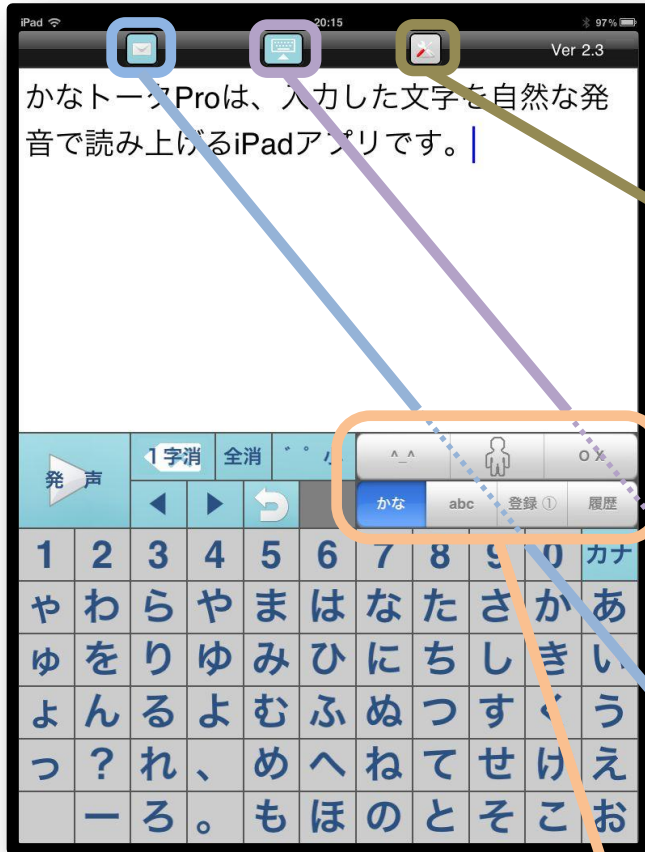 iPad 20:15 97%
Ver 2.3
かなトークProは、入力した文字を自然な発
音で読み上げるiPadアプリです。
発声 1字消 全消 ゛゜小 ^_^ O X
かな abc 登録① 履歴
1 2 3 4 5 6 7 8 9 0 カナ
や わ ら や ま は な た さ か あ
ゆ を り ゆ み ひ に ち し き い
ょ ん る よ む ふ ぬ つ す く う
っ ? れ 、 め へ ね て せ け え
ー ろ 。 も ほ の と そ こ お